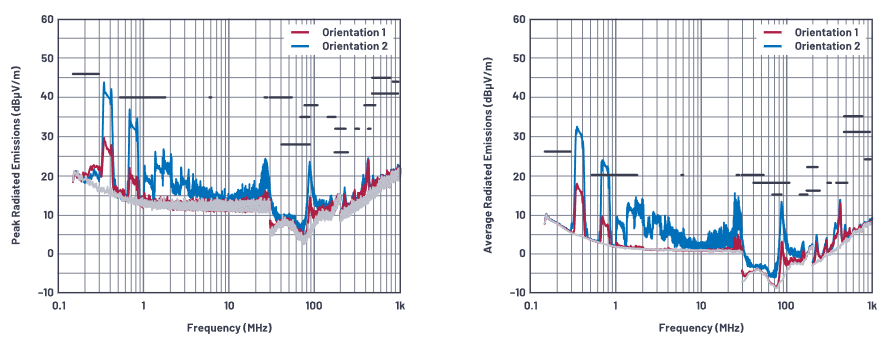 Peak Radiated Emissions (dBµV/m)
60
50
40
30
20
10
0
–10
0.1
1
10
100
1k
Frequency (MHz)
Orientation 1
Orientation 2
Average Radiated Emissions (dBµV/m)
60
50
40
30
20
10
0
–10
0.1
1
10
100
1k
Frequency (MHz)
Orientation 1
Orientation 2